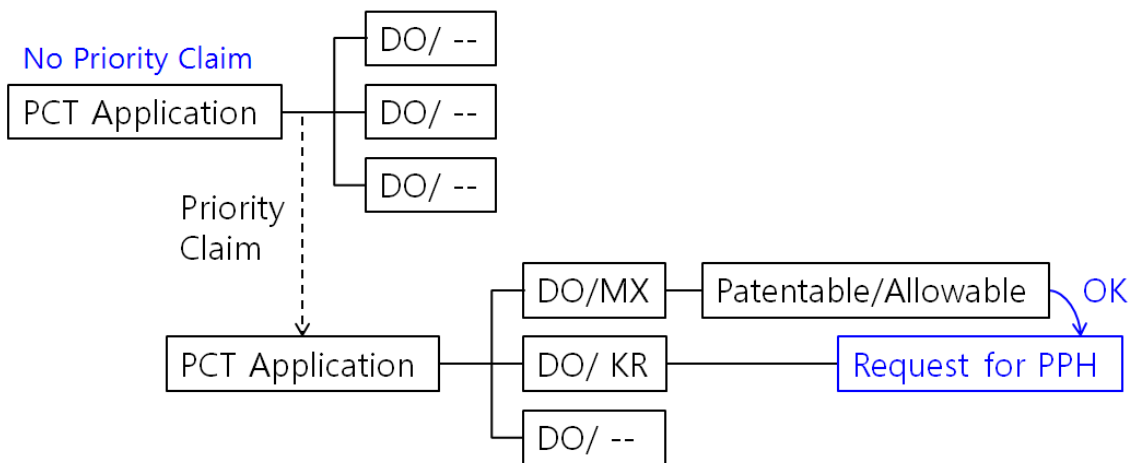 No Priority Claim
PCT Application
DO/ --
DO/ --
DO/ --
Priority
Claim
PCT Application
DO/MX
Patentable/Allowable
OK
DO/ KR
Request for PPH
DO/ --